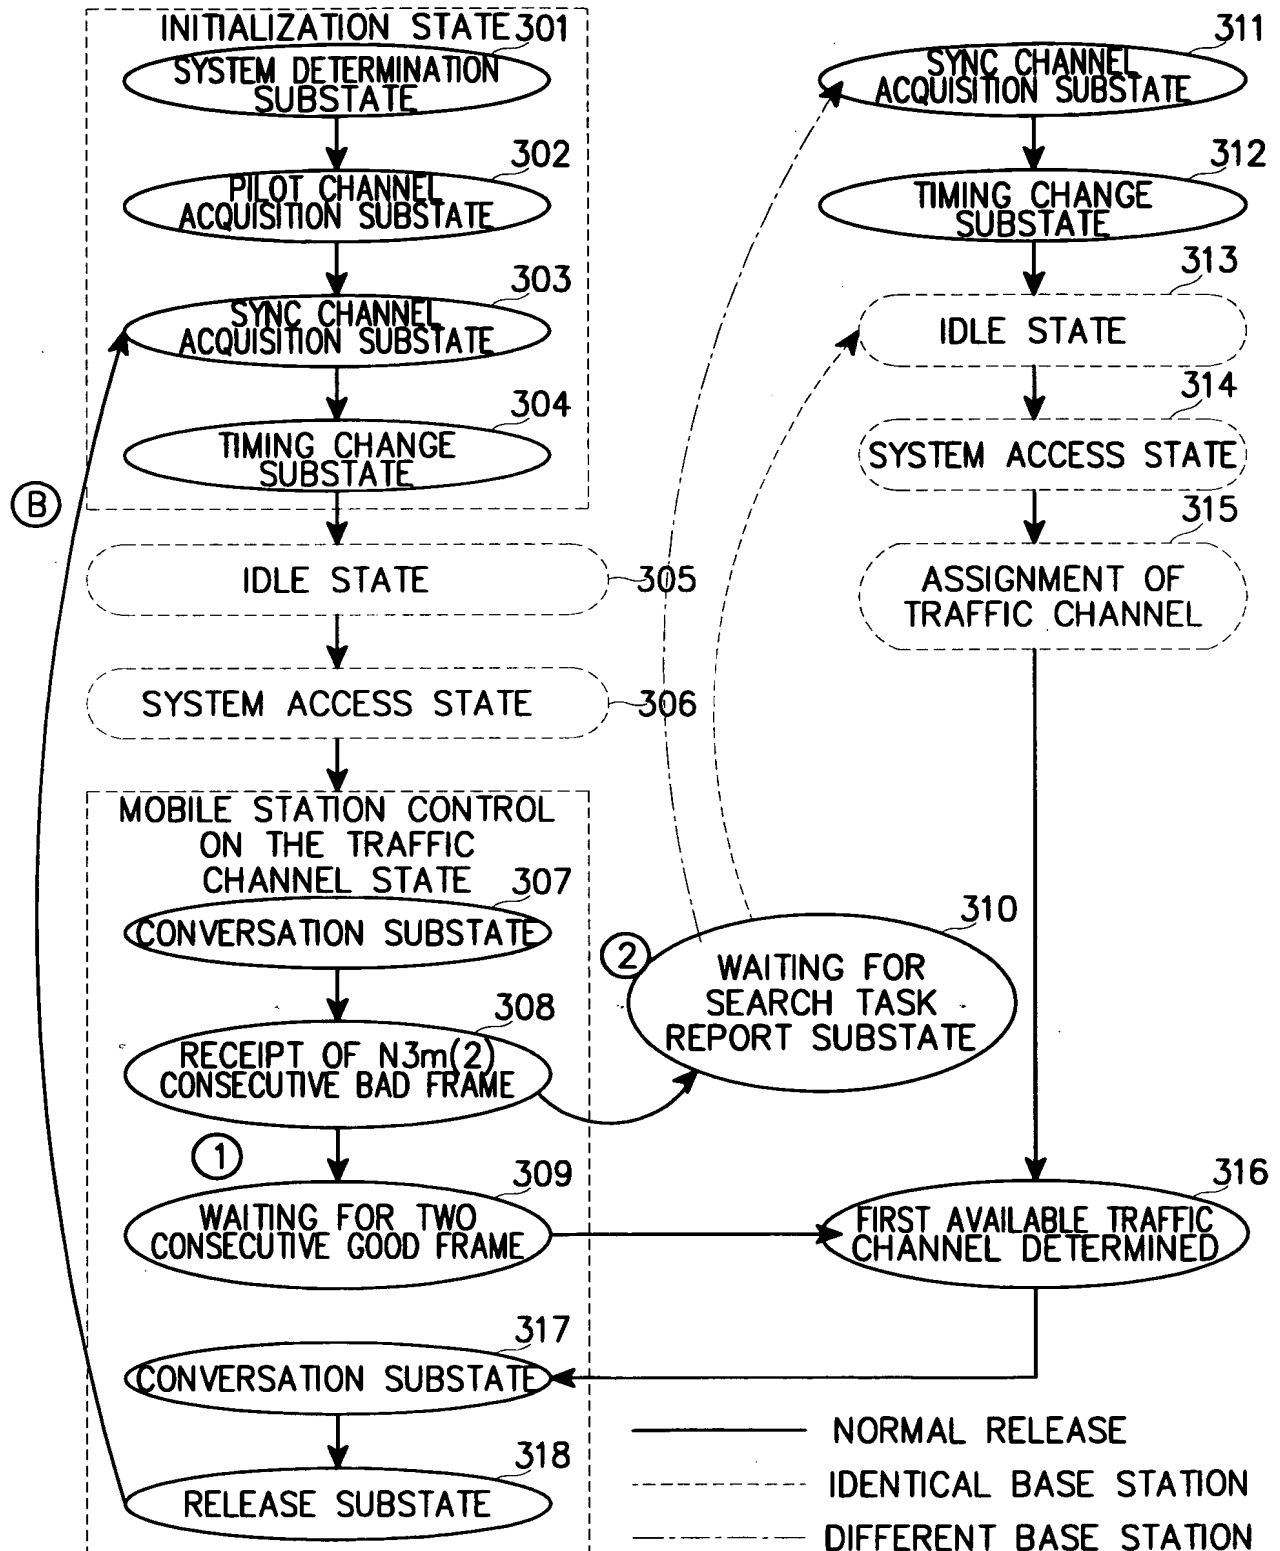 INITIALIZATION STATE
301
SYSTEM DETERMINATION
SUBSTATE
302
PILOT CHANNEL
ACQUISITION SUBSTATE
303
SYNC CHANNEL
ACQUISITION SUBSTATE
304
TIMING CHANGE
SUBSTATE
B
IDLE STATE
305
SYSTEM ACCESS STATE
306
MOBILE STATION CONTROL
ON THE TRAFFIC
CHANNEL STATE
307
CONVERSATION SUBSTATE
308
RECEIPT OF N3m(2)
CONSECUTIVE BAD FRAME
1
309
WAITING FOR TWO
CONSECUTIVE GOOD FRAME
317
CONVERSATION SUBSTATE
318
RELEASE SUBSTATE
2
310
WAITING FOR
SEARCH TASK
REPORT SUBSTATE
311
SYNC CHANNEL
ACQUISITION SUBSTATE
312
TIMING CHANGE
SUBSTATE
313
IDLE STATE
314
SYSTEM ACCESS STATE
315
ASSIGNMENT OF
TRAFFIC CHANNEL
316
FIRST AVAILABLE TRAFFIC
CHANNEL DETERMINED
NORMAL RELEASE
IDENTICAL BASE STATION
DIFFERENT BASE STATION